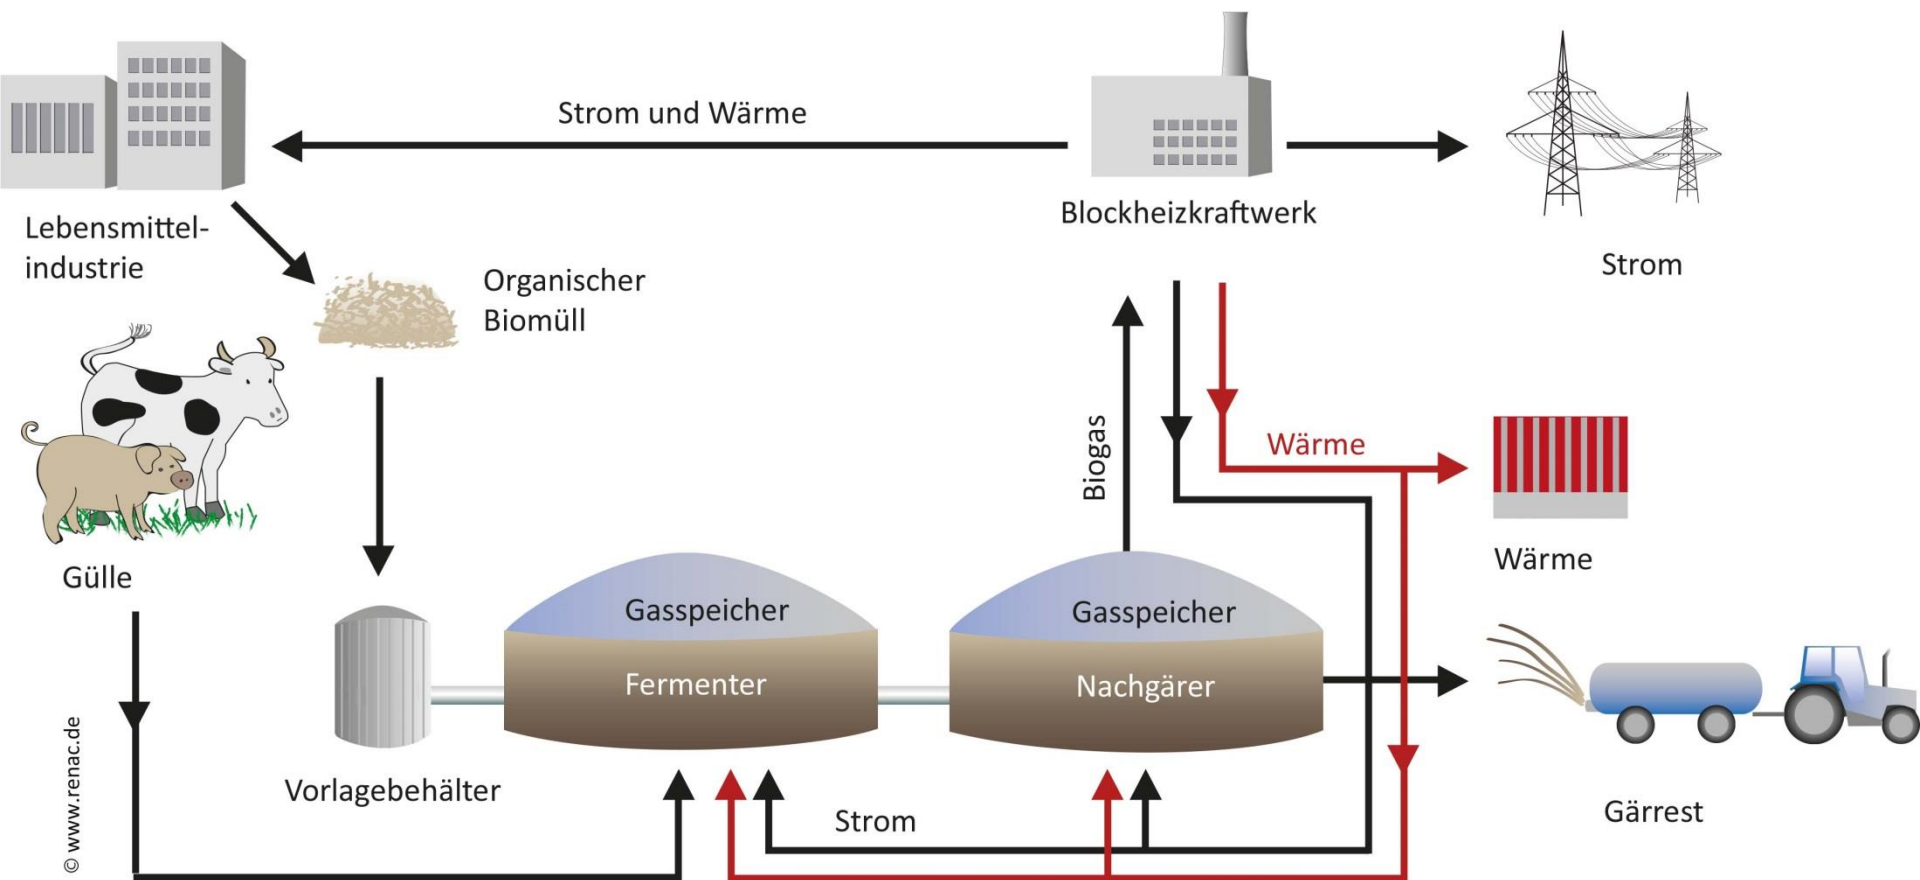 Strom und Wärme
Lebensmittel-
industrie
Blockheizkraftwerk
Strom
Organischer
Biomüll
Biogas
Wärme
Wärme
Gülle
Gasspeicher
Fermenter
Gasspeicher
Nachgärer
Vorlagebehälter
Strom
Gärrest
© www.renac.de